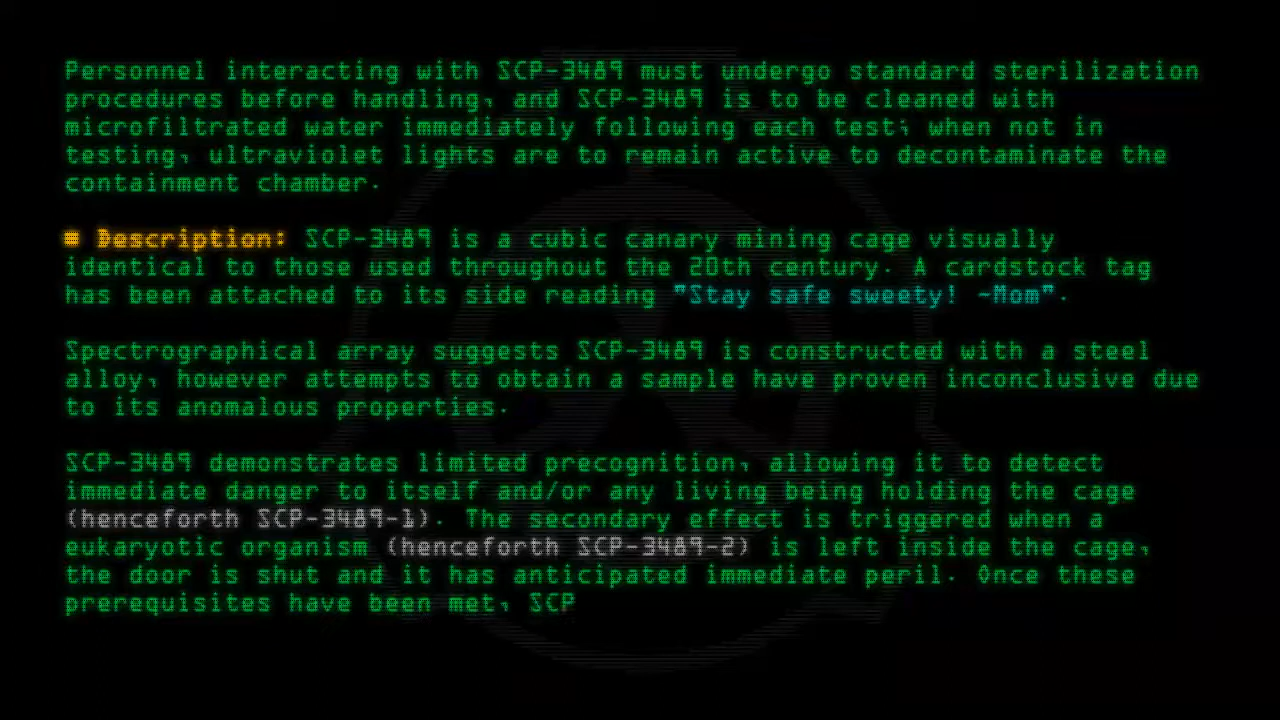 Personnel interacting with SCP-3489 must undergo standard sterilization
procedures before handling, and SCP-3489 is to be cleaned with
microfiltrated water immediately following each test; when not in
testing, ultraviolet lights are to remain active to decontaminate the
containment chamber.
■ Description: SCP-3489 is a cubic canary mining cage visually
identical to those used throughout the 20th century. A cardstock tag
has been attached to its side reading "Stay safe sweety! ~Mom".
Spectrographical array suggests SCP-3489 is constructed with a steel
alloy, however attempts to obtain a sample have proven inconclusive due
to its anomalous properties.
SCP-3489 demonstrates limited precognition, allowing it to detect
immediate danger to itself and/or any living being holding the cage
(henceforth SCP-3489-1). The secondary effect is triggered when a
eukaryotic organism (henceforth SCP-3489-2) is left inside the cage,
the door is shut and it has anticipated immediate peril. Once these
prerequisites have been met, SCP